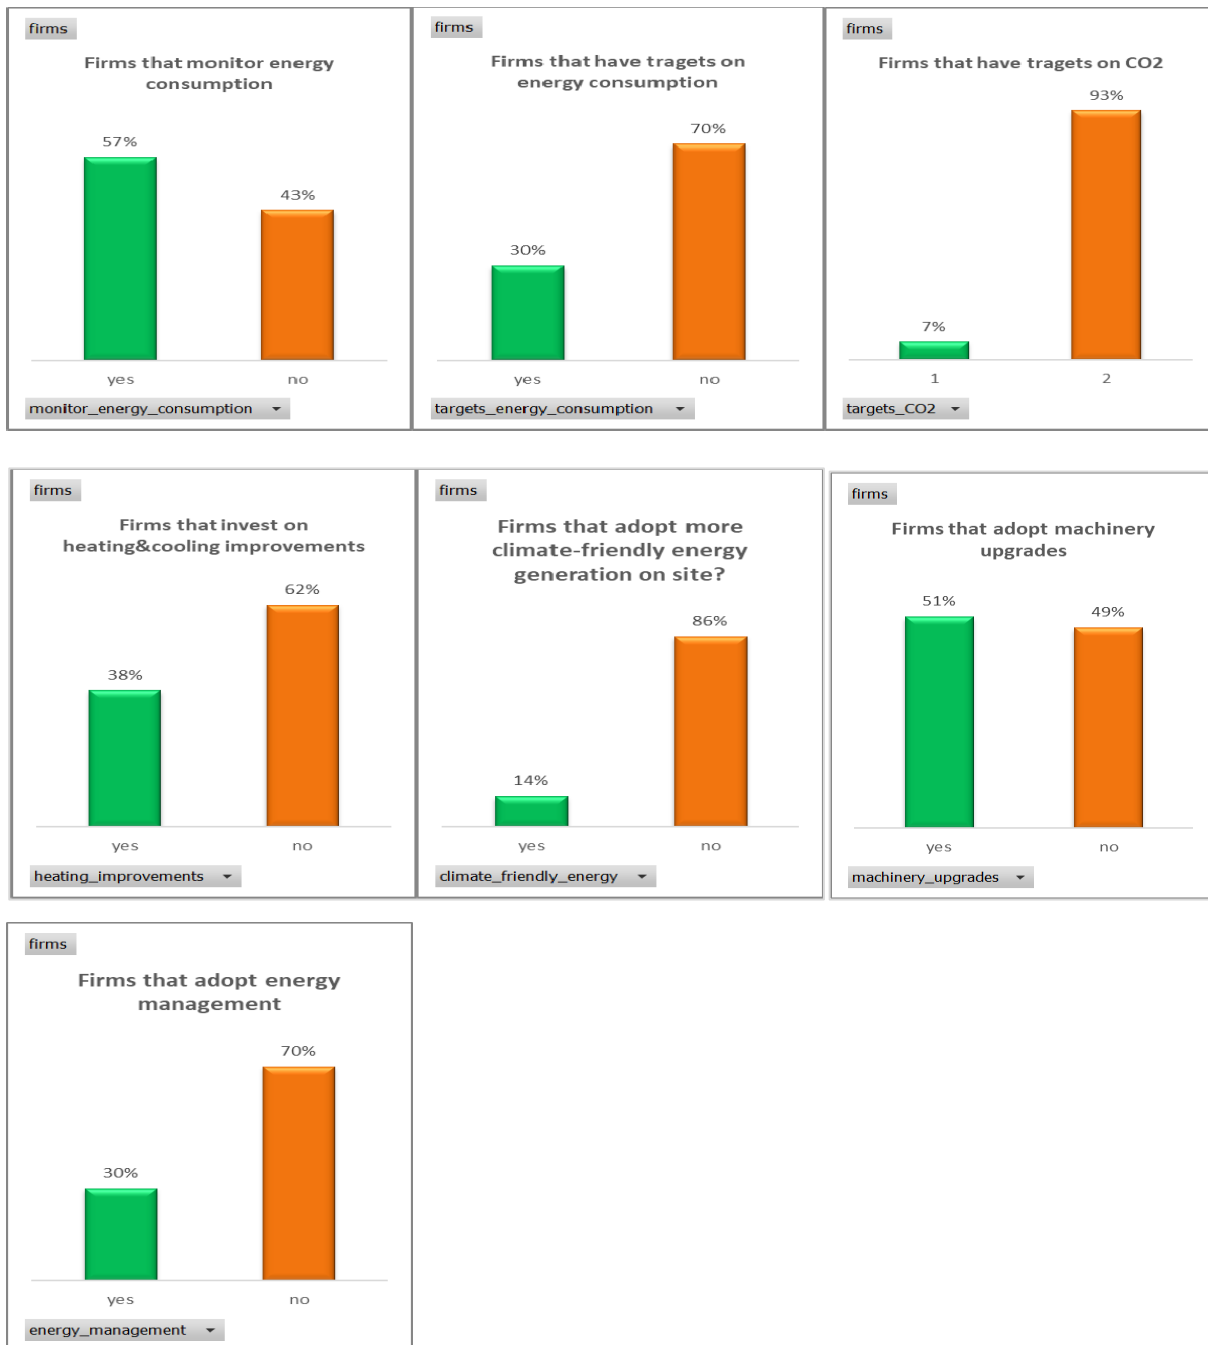 firms
Firms that monitor energy
consumption
57%
43%
yes
no
monitor_energy_consumption
firms
Firms that have tragets on
energy consumption
70%
30%
yes
no
targets_energy_consumption
firms
Firms that have tragets on CO2
93%
7%
1
2
targets_CO2
firms
Firms that invest on
heating&cooling improvements
62%
38%
yes
no
heating_improvements
firms
Firms that adopt more
climate-friendly energy
generation on site?
86%
14%
yes
no
climate_friendly_energy
firms
Firms that adopt machinery
upgrades
51%
49%
yes
no
machinery_upgrades
firms
Firms that adopt energy
management
70%
30%
yes
no
energy_management